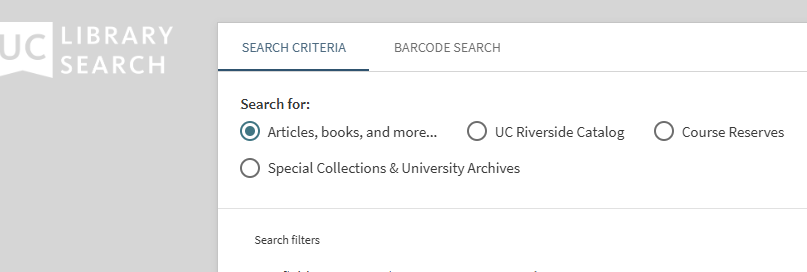 UC LIBRARY
SEARCH
SEARCH CRITERIA BARCODE SEARCH
Search for:
Articles, books, and more... UC Riverside Catalog Course Reserves
Special Collections & University Archives
Search filters